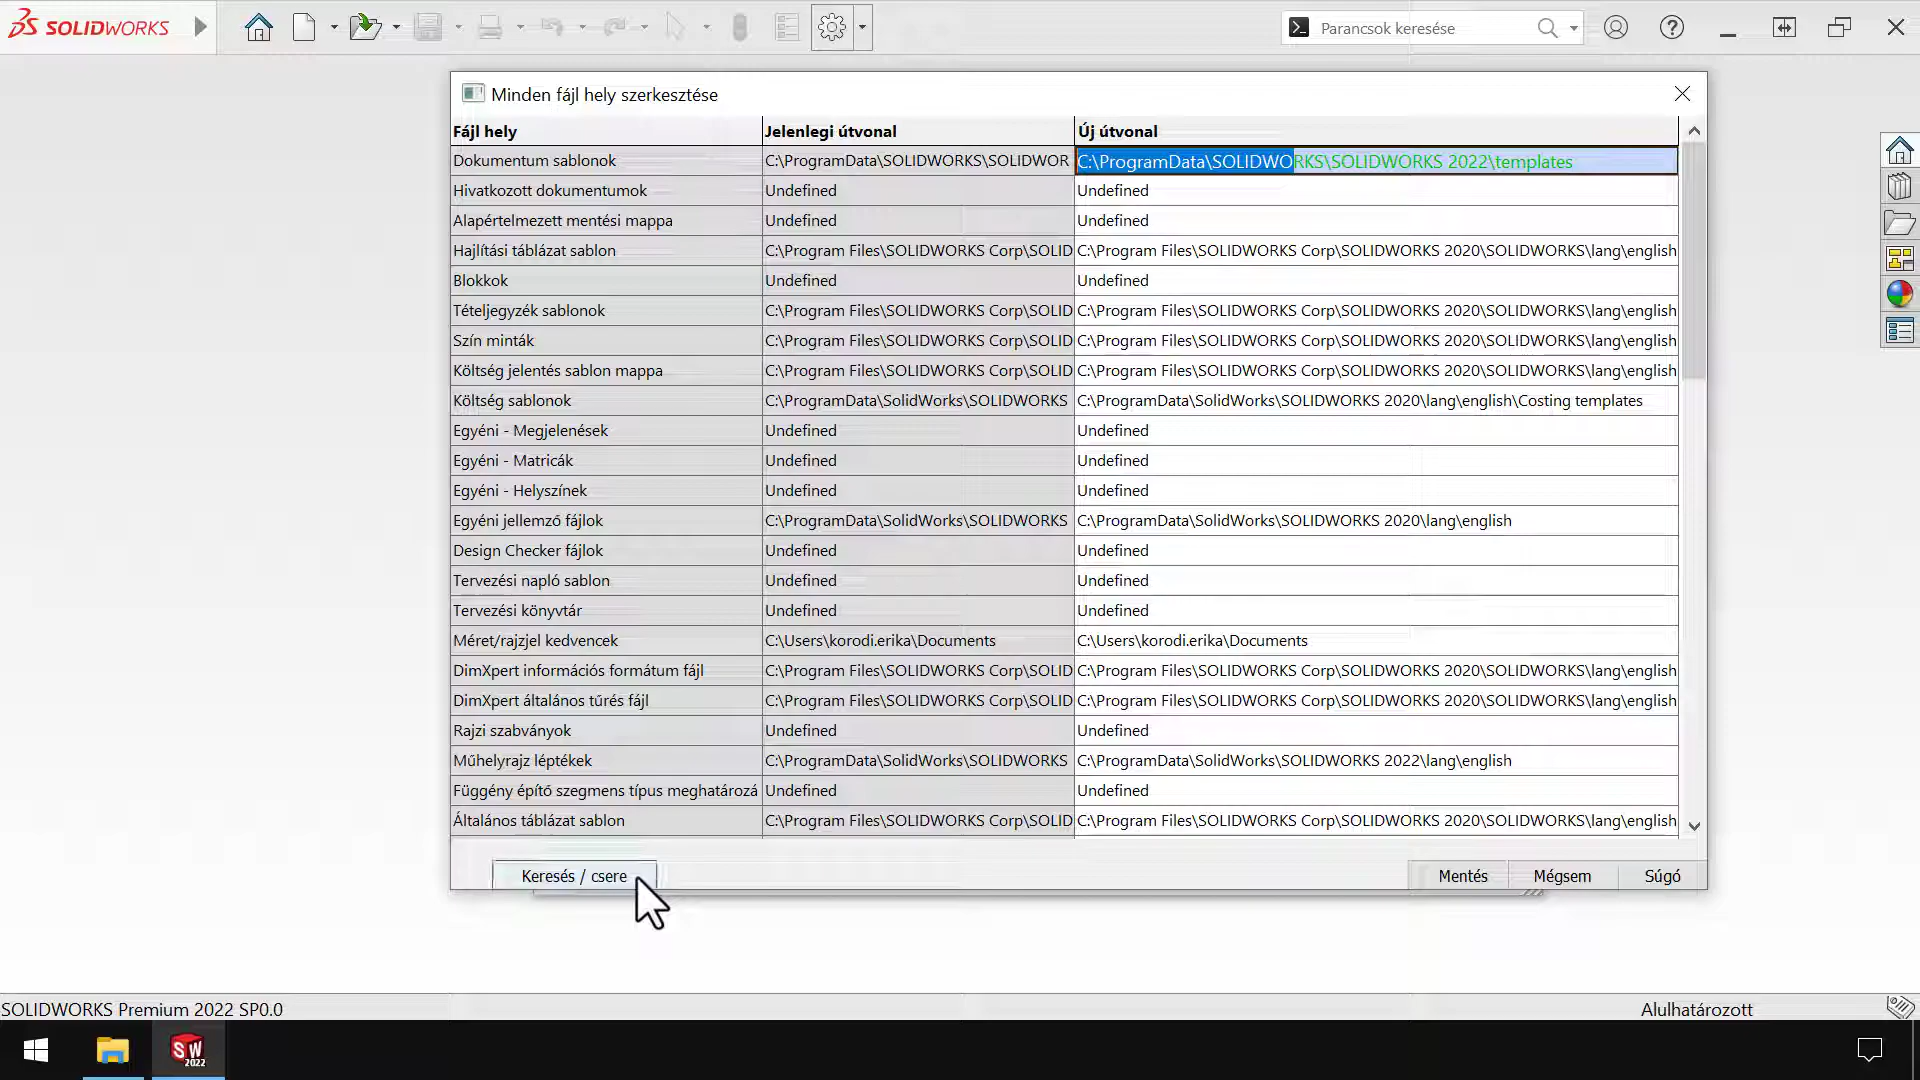 SOLIDWORKS
Parancsok keresése
Minden fájl hely szerkesztése
Fájl hely Jelenlegi útvonal Új útvonal
Dokumentum sablonok C:\ProgramData\SOLIDWORKS\SOLIDWOR C:\ProgramData\SOLIDWORKS\SOLIDWORKS 2022\templates
Hivatkozott dokumentumok Undefined Undefined
Alapértelmezett mentési mappa Undefined Undefined
Hajlítási táblázat sablon C:\Program Files\SOLIDWORKS Corp\SOLID C:\Program Files\SOLIDWORKS Corp\SOLIDWORKS 2020\SOLIDWORKS\lang\english
Blokkok Undefined Undefined
Tételjegyzék sablonok C:\Program Files\SOLIDWORKS Corp\SOLID C:\Program Files\SOLIDWORKS Corp\SOLIDWORKS 2020\SOLIDWORKS\lang\english
Szín minták C:\Program Files\SOLIDWORKS Corp\SOLID C:\Program Files\SOLIDWORKS Corp\SOLIDWORKS 2020\SOLIDWORKS\lang\english
Költség jelentés sablon mappa C:\Program Files\SOLIDWORKS Corp\SOLID C:\Program Files\SOLIDWORKS Corp\SOLIDWORKS 2020\SOLIDWORKS\lang\english
Költség sablonok C:\ProgramData\SolidWorks\SOLIDWORKS C:\ProgramData\SolidWorks\SOLIDWORKS 2020\lang\english\Costing templates
Egyéni - Megjelenések Undefined Undefined
Egyéni - Matricák Undefined Undefined
Egyéni - Helyszínek Undefined Undefined
Egyéni jellemző fájlok C:\ProgramData\SolidWorks\SOLIDWORKS C:\ProgramData\SolidWorks\SOLIDWORKS 2020\lang\english
Design Checker fájlok Undefined Undefined
Tervezési napló sablon Undefined Undefined
Tervezési könyvtár Undefined Undefined
Méret/rajzjel kedvencek C:\Users\korodi.erika\Documents C:\Users\korodi.erika\Documents
DimXpert információs formátum fájl C:\Program Files\SOLIDWORKS Corp\SOLID C:\Program Files\SOLIDWORKS Corp\SOLIDWORKS 2020\SOLIDWORKS\lang\english
DimXpert általános tűrés fájl C:\Program Files\SOLIDWORKS Corp\SOLID C:\Program Files\SOLIDWORKS Corp\SOLIDWORKS 2020\SOLIDWORKS\lang\english
Rajzi szabványok Undefined Undefined
Műhelyrajz léptékek C:\ProgramData\SolidWorks\SOLIDWORKS C:\ProgramData\SolidWorks\SOLIDWORKS 2022\lang\english
Függény építő szegmens típus meghatározá Undefined Undefined
Általános táblázat sablon C:\Program Files\SOLIDWORKS Corp\SOLID C:\Program Files\SOLIDWORKS Corp\SOLIDWORKS 2020\SOLIDWORKS\lang\english
Keresés / csere Mentés Mégsem Súgó
SOLIDWORKS Premium 2022 SP0.0 Alulhatározott
SW
2022